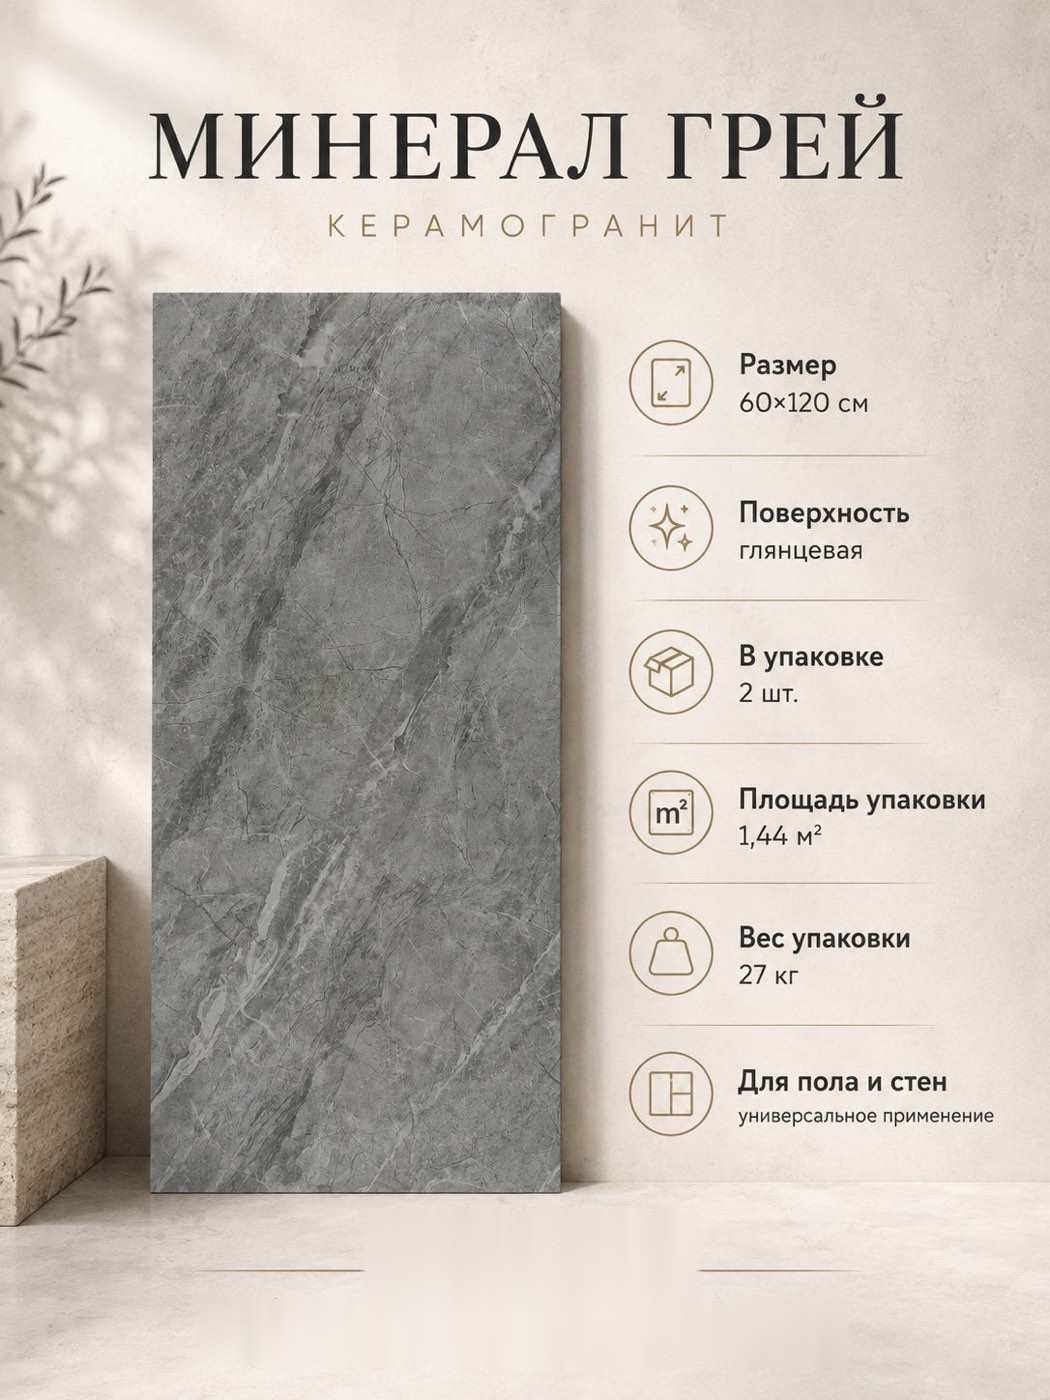 МИНЕРАЛ ГРЕЙ
КЕРАМОГРАНИТ
Размер
60×120 см
Поверхность
глянцевая
В упаковке
2 шт.
m²
Площадь упаковки
1,44 м²
Вес упаковки
27 кг
Для пола и стен
универсальное применение